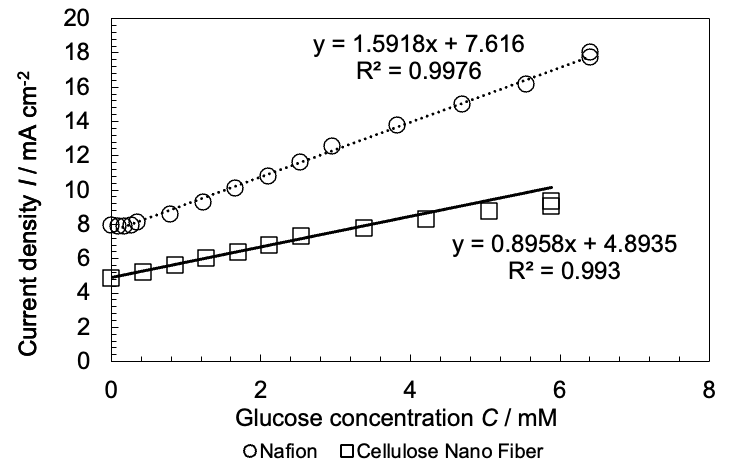 20
18
16
14
12
10
8
6
4
2
0
Current density I / mA cm-2
y = 1.5918x + 7.616
R² = 0.9976
y = 0.8958x + 4.8935
R² = 0.993
0 2 4 6 8
Glucose concentration C / mM
Nafion Cellulose Nano Fiber